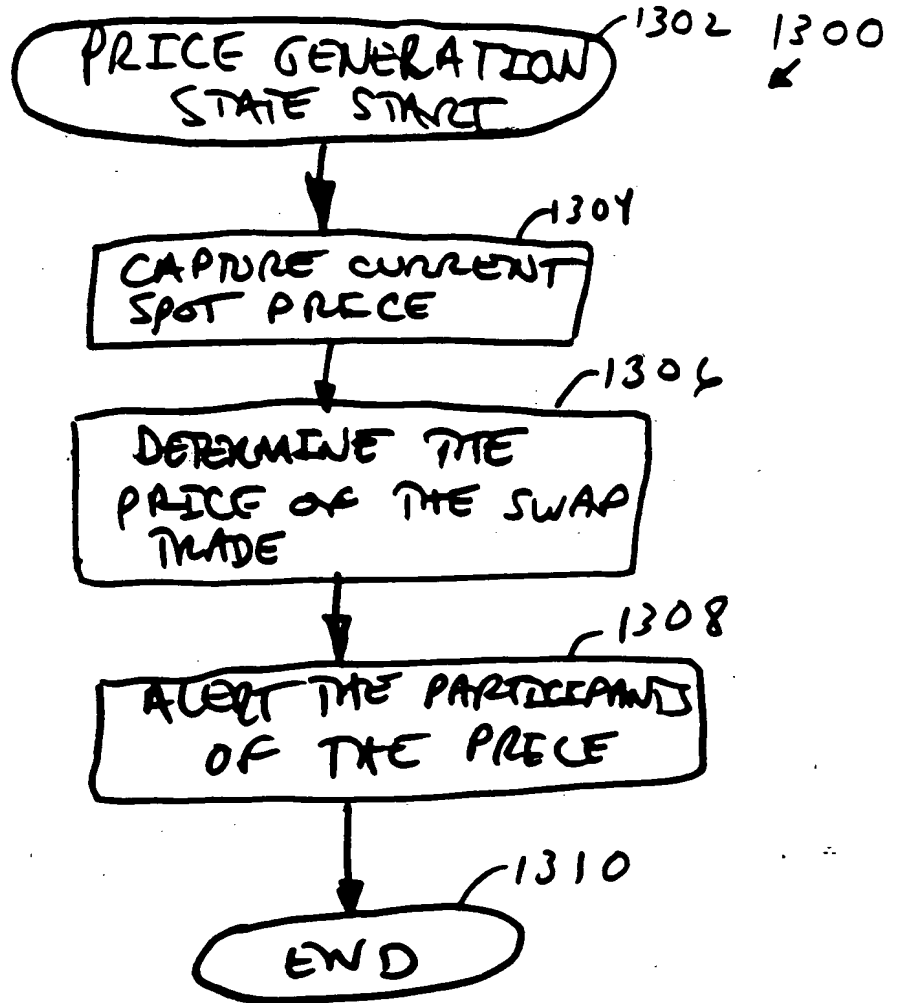 1302
1300
PRICE GENERATION
STATE START
1304
CAPTURE CURRENT
SPOT PRICE
1306
DETERMINE THE
PRICE OF THE SWAP
TRADE
1308
ALERT THE PARTICIPANTS
OF THE PRICE
1310
END